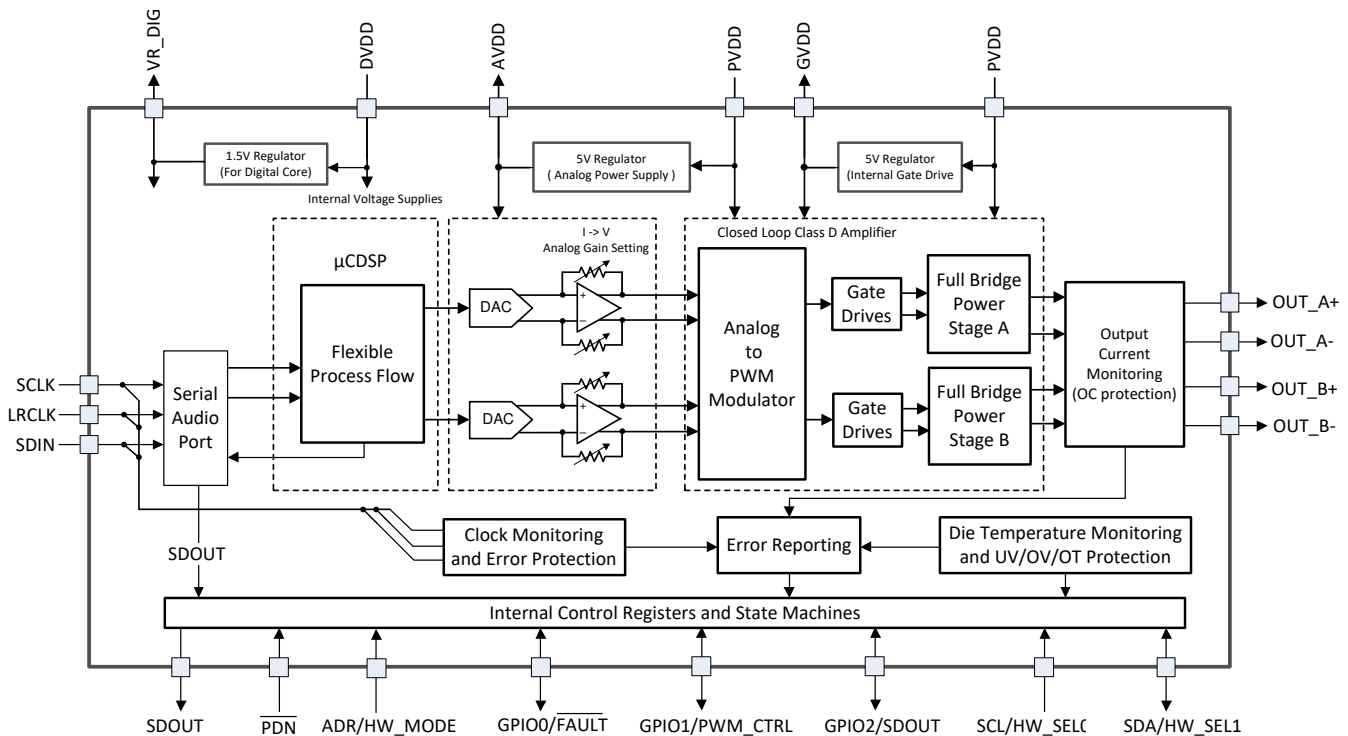 VR_DIG
DVDD
AVDD
PVDD
GVDD
PVDD
1.5V Regulator
(For Digital Core)
5V Regulator
( Analog Power Supply )
5V Regulator
(Internal Gate Drive
Internal Voltage Supplies
µCDSP
I -> V
Analog Gain Setting
Closed Loop Class D Amplifier
Flexible
Process Flow
DAC
+
−
DAC
+
−
Analog
to
PWM
Modulator
Gate
Drives
Gate
Drives
Full Bridge
Power
Stage A
Full Bridge
Power
Stage B
Output
Current
Monitoring
(OC protection)
OUT_A+
OUT_A-
OUT_B+
OUT_B-
SCLK
LRCLK
SDIN
Serial
Audio
Port
SDOUT
Clock Monitoring
and Error Protection
Error Reporting
Die Temperature Monitoring
and UV/OV/OT Protection
Internal Control Registers and State Machines
SDOUT
PDN
ADR/HW_MODE
GPIO0/FAULT
GPIO1/PWM_CTRL
GPIO2/SDOUT
SCL/HW_SEL(
SDA/HW_SEL1